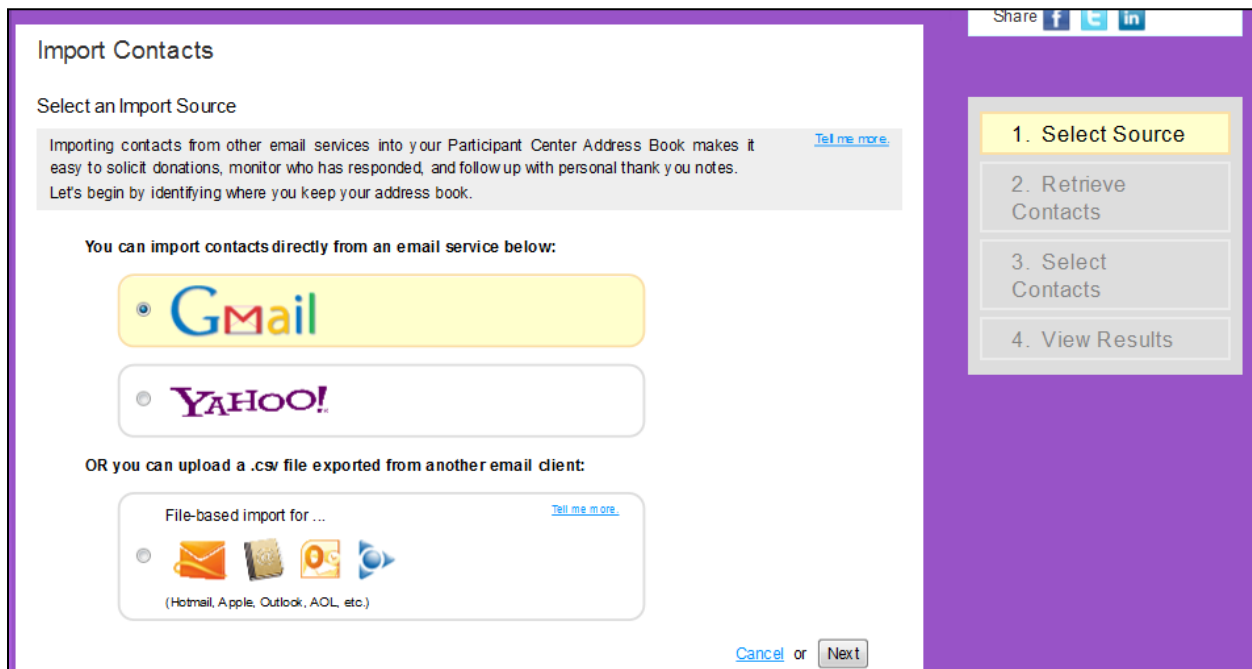 Share
Import Contacts
Select an Import Source
Importing contacts from other email services into your Participant Center Address Book makes it
easy to solicit donations, monitor who has responded, and follow up with personal thank you notes.
Let's begin by identifying where you keep your address book.
Tell me more.
You can import contacts directly from an email service below:
Gmail
YAHOO!
OR you can upload a .csv file exported from another email client:
File-based import for ...
Tell me more.
(Hotmail, Apple, Outlook, AOL, etc.)
Cancel or Next
1. Select Source
2. Retrieve
Contacts
3. Select
Contacts
4. View Results